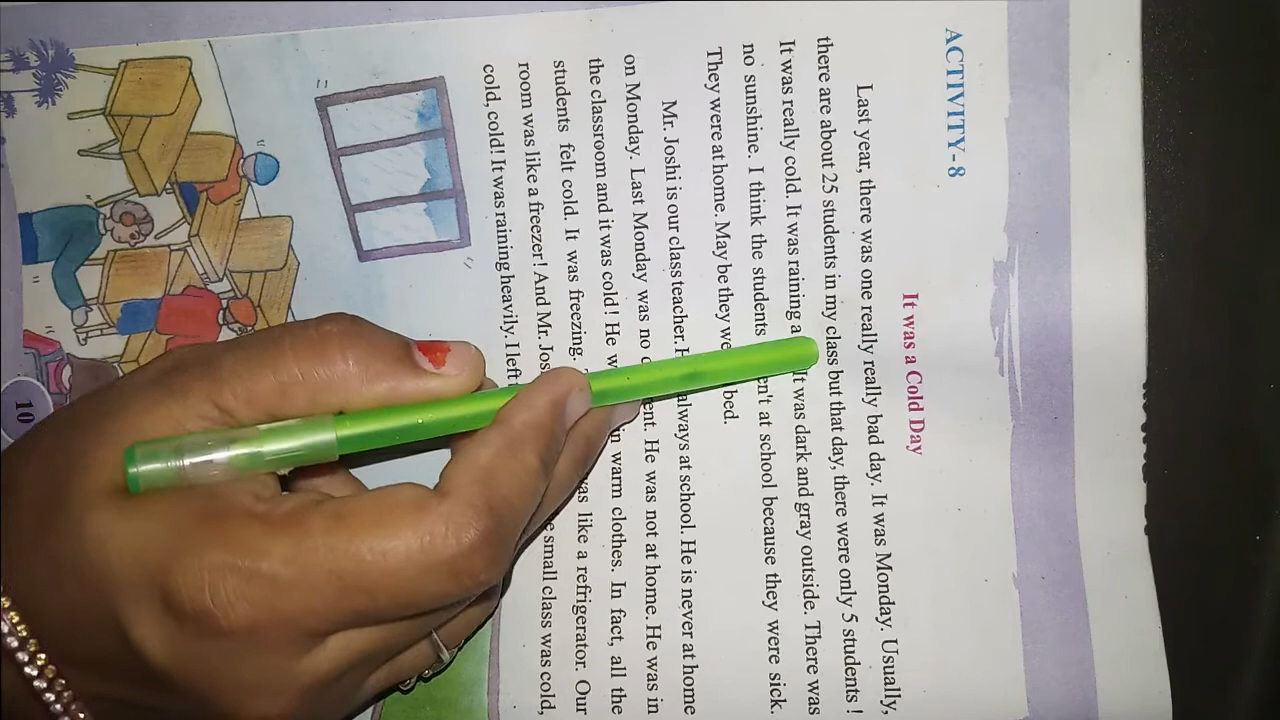 ACTIVITY-8
It was a Cold Day
Last year, there was one really really bad day. It was Monday. Usually,
there are about 25 students in my class but that day, there were only 5 students !
It was really cold. It was raining a It was dark and gray outside. There was
no sunshine. I think the students at school because they were sick.
They were at home. May be they bed.
Mr. Joshi is our class teacher. always at school. He is never at home
on Monday. Last Monday was no He was not at home. He was in
the classroom and it was cold! He in warm clothes. In fact, all the
students felt cold. It was freezing. like a refrigerator. Our
room was like a freezer! And Mr. small class was cold,
cold, cold! It was raining heavily. I left
10